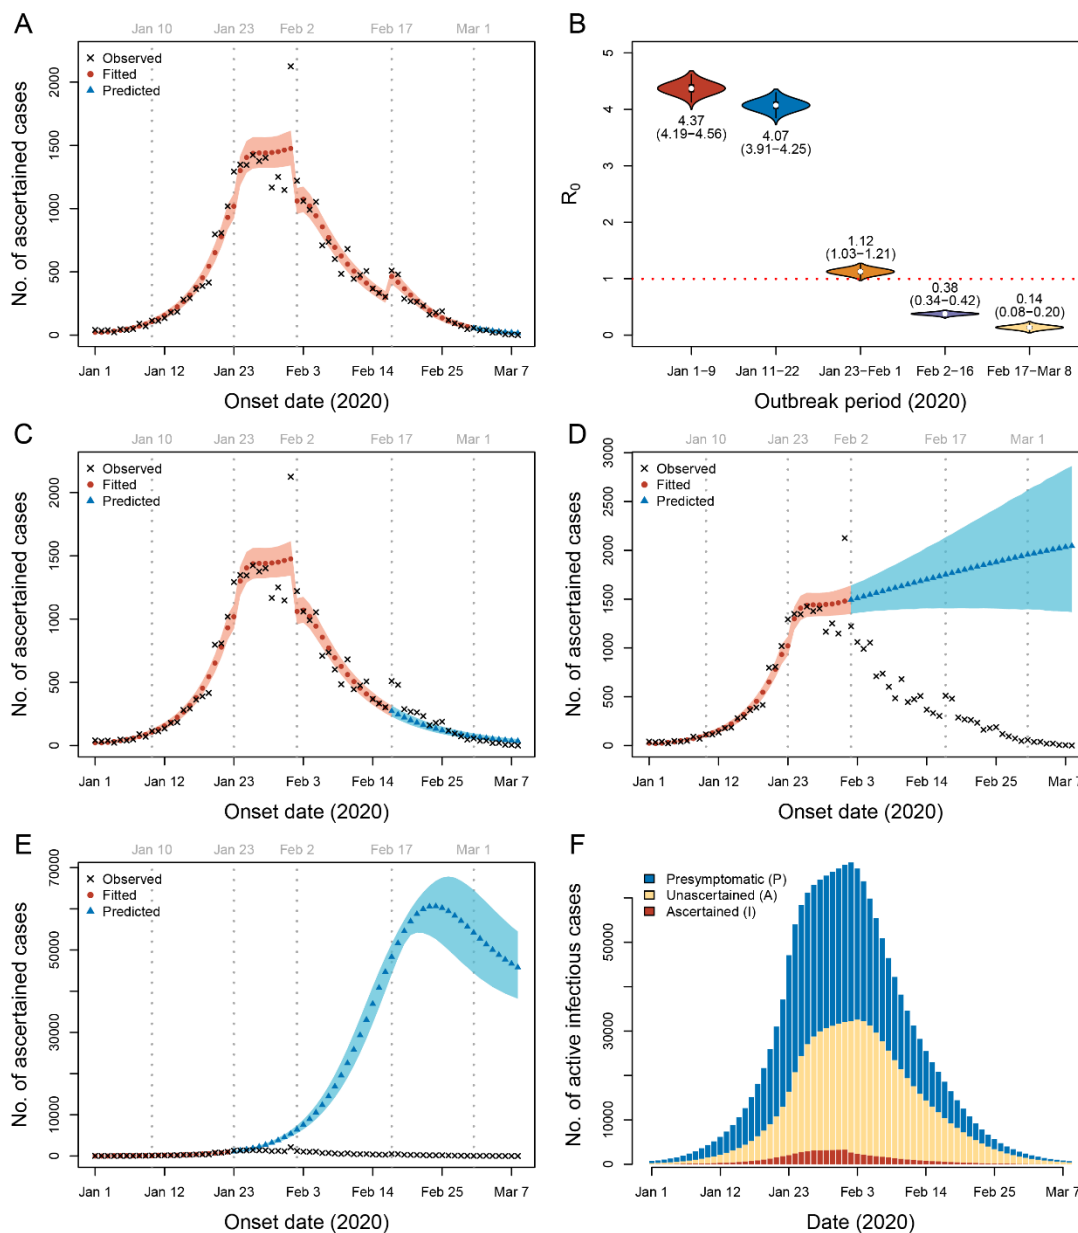 A
Jan 10 Jan 23 Feb 2 Feb 17 Mar 1
Observed
Fitted
Predicted
No. of ascertained cases
2000
1500
1000
500
0
Jan 1 Jan 12 Jan 23 Feb 3 Feb 14 Feb 25 Mar 7
Onset date (2020)
B
R0
5
4
3
2
1
0
4.37
(4.19−4.56)
4.07
(3.91−4.25)
1.12
(1.03−1.21)
0.38
(0.34−0.42)
0.14
(0.08−0.20)
Jan 1−9 Jan 11−22 Jan 23−Feb 1 Feb 2−16 Feb 17−Mar 8
Outbreak period (2020)
C
Jan 10 Jan 23 Feb 2 Feb 17 Mar 1
Observed
Fitted
Predicted
No. of ascertained cases
2000
1500
1000
500
0
Jan 1 Jan 12 Jan 23 Feb 3 Feb 14 Feb 25 Mar 7
Onset date (2020)
D
Jan 10 Jan 23 Feb 2 Feb 17 Mar 1
Observed
Fitted
Predicted
No. of ascertained cases
3000
2500
2000
1500
1000
500
0
Jan 1 Jan 12 Jan 23 Feb 3 Feb 14 Feb 25 Mar 7
Onset date (2020)
E
Jan 10 Jan 23 Feb 2 Feb 17 Mar 1
Observed
Fitted
Predicted
No. of ascertained cases
70000
60000
50000
40000
30000
20000
10000
0
Jan 1 Jan 12 Jan 23 Feb 3 Feb 14 Feb 25 Mar 7
Onset date (2020)
F
Presymptomatic (P)
Unascertained (A)
Ascertained (I)
No. of active infectious cases
50000
30000
10000
0
Jan 1 Jan 12 Jan 23 Feb 3 Feb 14 Feb 25 Mar 7
Date (2020)